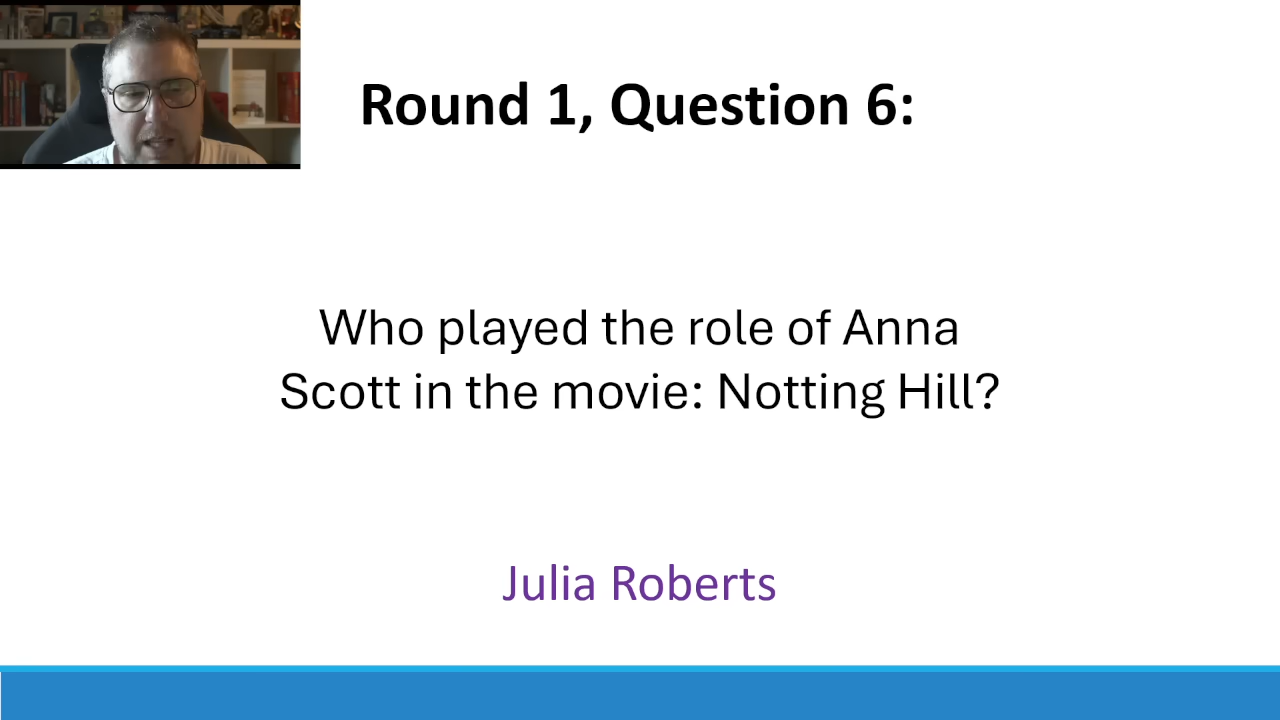 Round 1, Question 6:
Who played the role of Anna
Scott in the movie: Notting Hill?
Julia Roberts